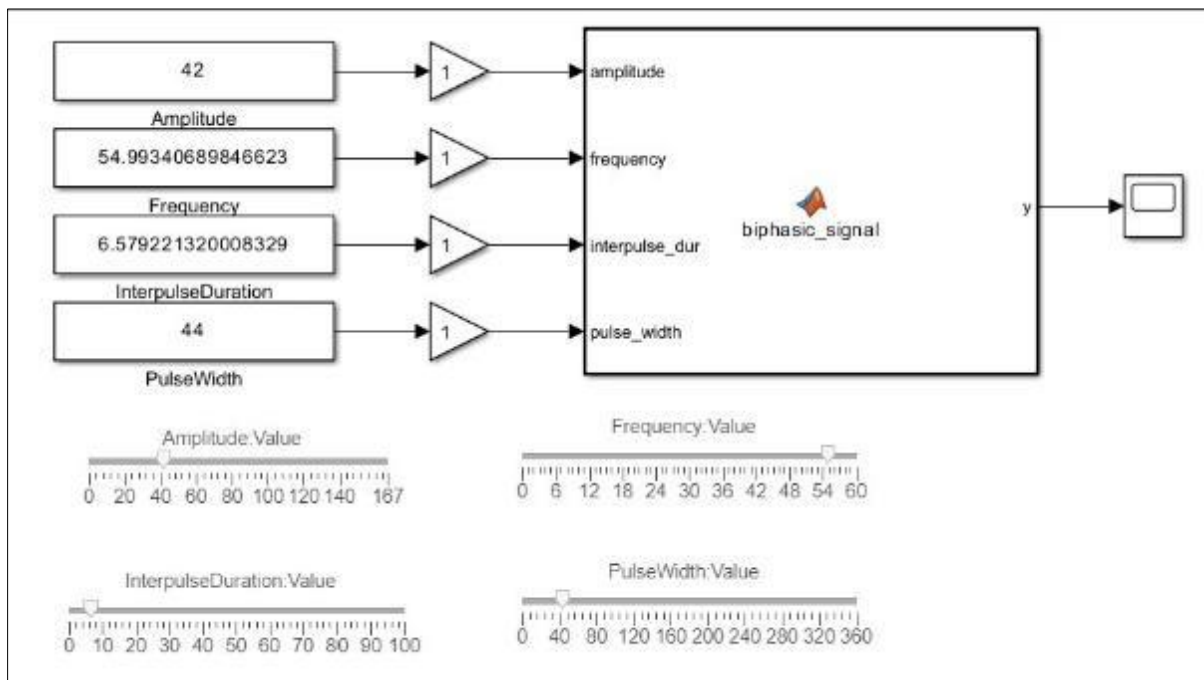 42
1
amplitude
Amplitude
54.99340689846623
1
frequency
Frequency
biphasic_signal
y
6.579221320008329
1
interpulse_dur
InterpulseDuration
44
1
pulse_width
PulseWidth
Amplitude:Value
0 20 40 60 80 100 120 140 167
Frequency:Value
0 6 12 18 24 30 36 42 48 54 60
InterpulseDuration:Value
0 10 20 30 40 50 60 70 80 90 100
PulseWidth:Value
0 40 80 120 160 200 240 280 320 360